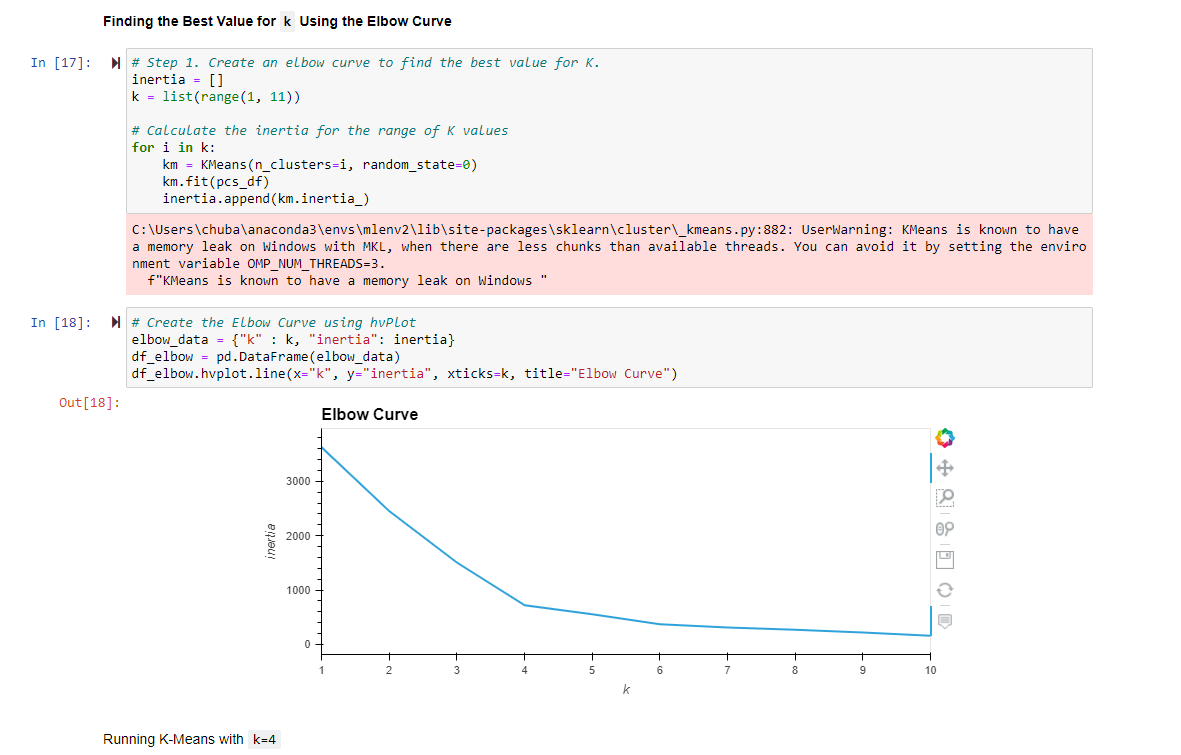 Finding the Best Value for k Using the Elbow Curve
In [17]:
# Step 1. Create an elbow curve to find the best value for K.
inertia = []
k = list(range(1, 11))
# Calculate the inertia for the range of K values
for i in k:
    km = KMeans(n_clusters=i, random_state=0)
    km.fit(pcs_df)
    inertia.append(km.inertia_)
C:\Users\chuba\anaconda3\envs\mlenv2\lib\site-packages\sklearn\cluster\_kmeans.py:882: UserWarning: KMeans is known to have
a memory leak on Windows with MKL, when there are less chunks than available threads. You can avoid it by setting the enviro
nment variable OMP_NUM_THREADS=3.
  f"KMeans is known to have a memory leak on Windows "
In [18]:
# Create the Elbow Curve using hvPlot
elbow_data = {"k" : k, "inertia": inertia}
df_elbow = pd.DataFrame(elbow_data)
df_elbow.hvplot.line(x="k", y="inertia", xticks=k, title="Elbow Curve")
Out[18]:
Elbow Curve
3000
2000
1000
0
inertia
1 2 3 4 5 6 7 8 9 10
k
Running K-Means with k=4